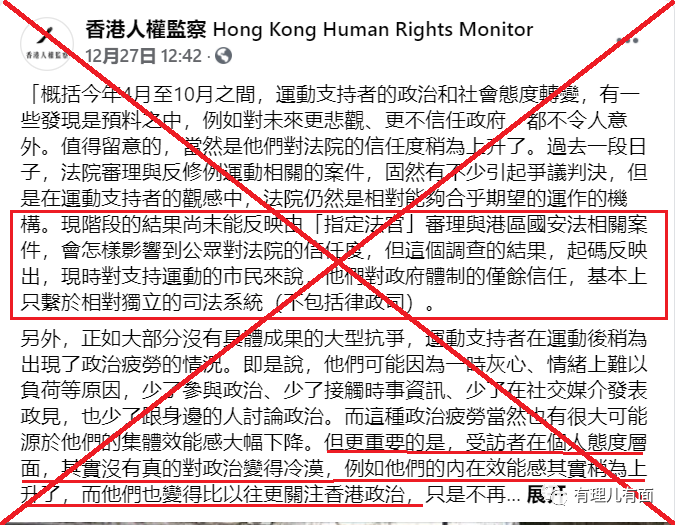 香港人權監察 Hong Kong Human Rights Monitor
香港人權監察
12月27日 12:42
「概括今年4月至10月之間，運動支持者的政治和社會態度轉變，有一
些發現是預料之中，例如對未來更悲觀、更不信任政府，都不令人意
外。值得留意的，當然是他們對法院的信任度稍為上升了。過去一段日
子，法院審理與反修例運動相關的案件，固然有不少引起爭議判決，但
是在運動支持者的觀感中，法院仍然是相對能夠合乎期望的運作的機
構。現階段的結果尚未能反映由「指定法官」審理與港區國安法相關案
件，會怎樣影響到公眾對法院的信任度，但這個調查的結果，起碼反映
出，現時對支持運動的市民來說，他們對政府體制的僅餘信任，基本上
只繫於相對獨立的司法系統（不包括律政司）。
另外，正如大部分沒有具體成果的大型抗爭，運動支持者在運動後稍為
出現了政治疲勞的情況。即是說，他們可能因為一時灰心、情緒上難以
負荷等原因，少了參與政治、少了接觸時事資訊、少了在社交媒介發表
政見，也少了跟身邊的人討論政治。而這種政治疲勞當然也有很大可能
源於他們的集體效能感大幅下降。但更重要的是，受訪者在個人態度層
面，其實沒有真的對政治變得冷漠，例如他們的內在效能感其實稍為上
升了，而他們也變得比以往更關注香港政治，只是不再... 展開
有理儿有面